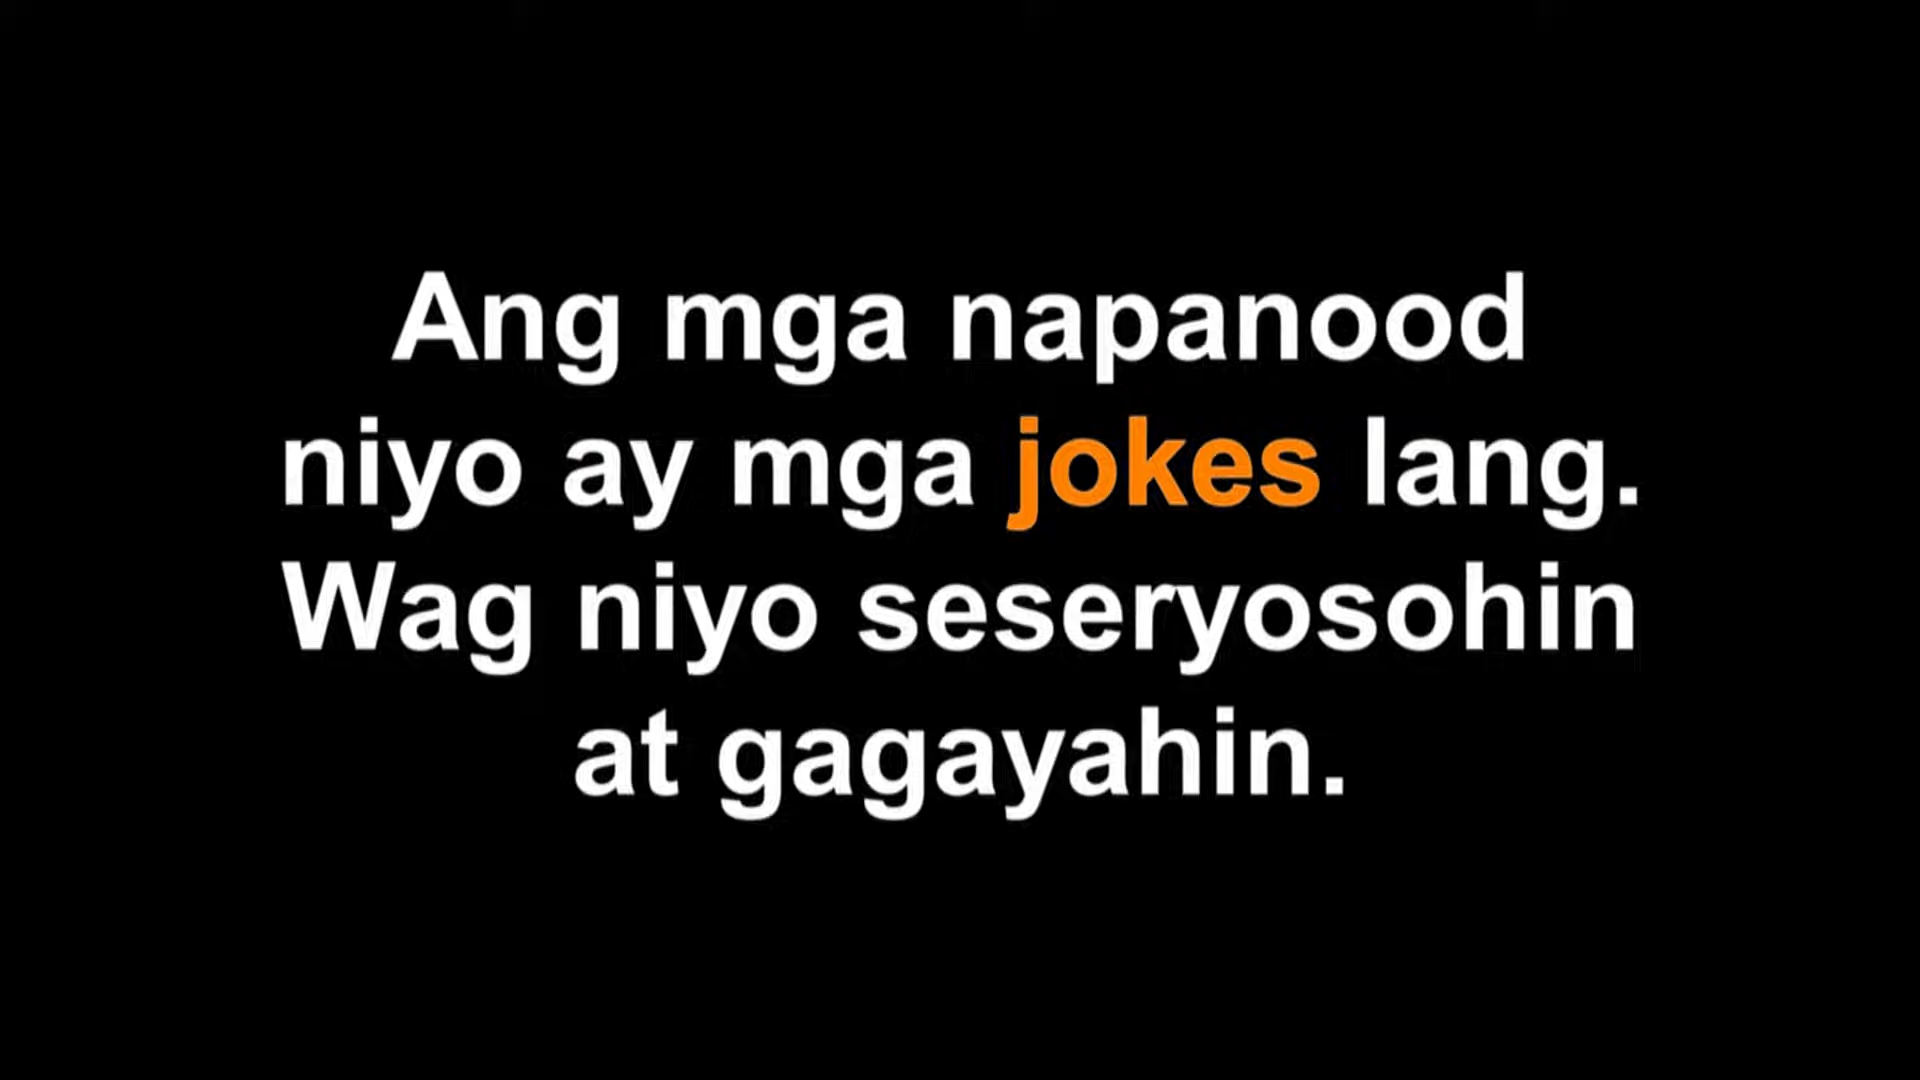 Ang mga napanood
niyo ay mga jokes lang.
Wag niyo seseryosohin
at gagayahin.